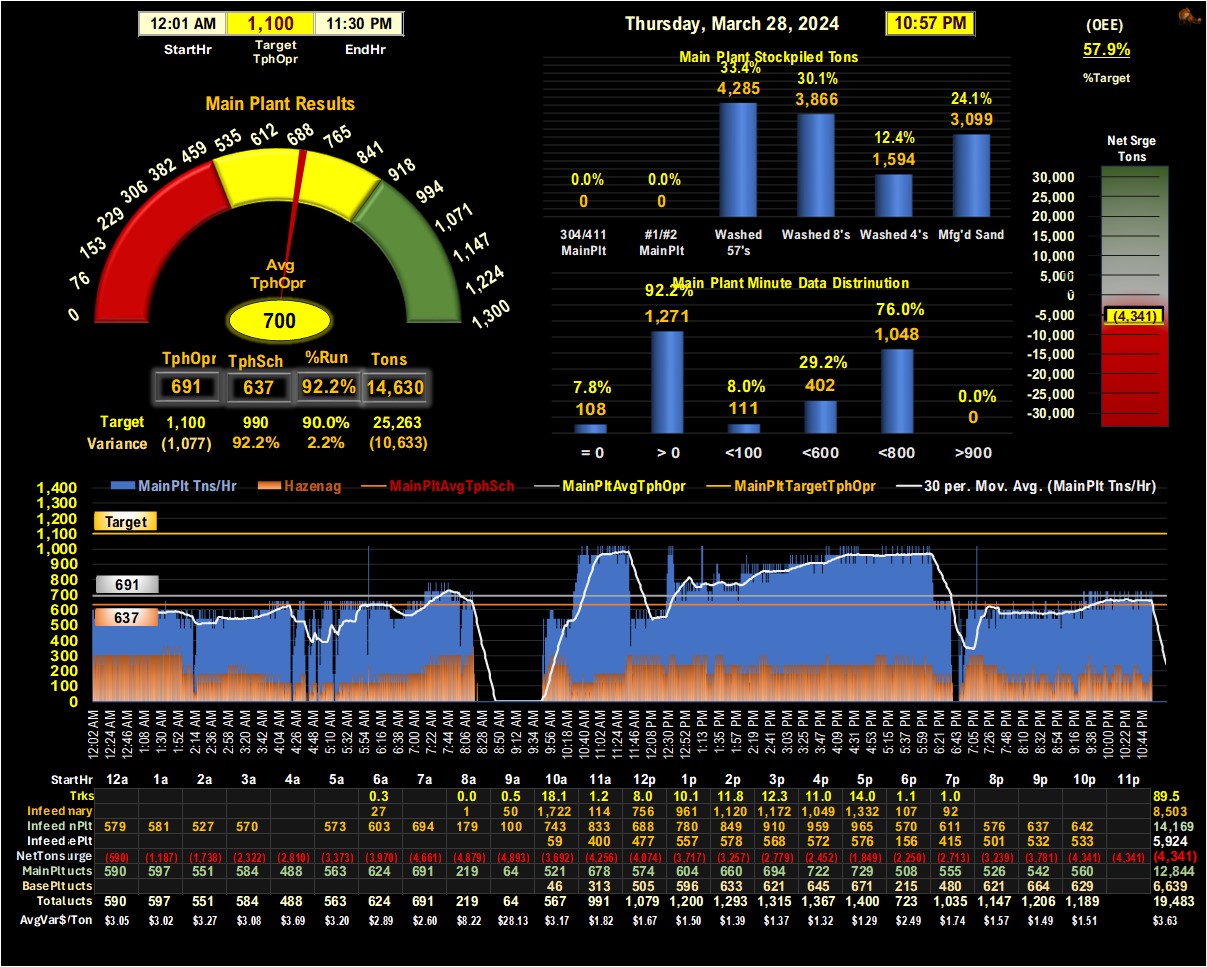 12:01 AM 1,100 11:30 PM
StartHr Target TphOpr EndHr
Thursday, March 28, 2024 10:57 PM
(OEE)
57.9%
%Target
Main Plant Results
0 76 153 229 306 382 459 535 612 688 765 841 918 994 1,071 1,147 1,224 1,300
Avg
TphOpr
700
TphOpr TphSch %Run Tons
691 637 92.2% 14,630
Target 1,100 990 90.0% 25,263
Variance (1,077) 92.2% 2.2% (10,633)
Main Plant Stockpiled Tons
0.0% 0.0% 33.4% 30.1% 12.4% 24.1%
0 0 4,285 3,866 1,594 3,099
304/411 MainPlt #1/#2 MainPlt Washed 57's Washed 8's Washed 4's Mfg'd Sand
Main Plant Minute Data Distrinution
7.8% 92.2% 8.0% 29.2% 76.0% 0.0%
108 1,271 111 402 1,048 0
= 0 > 0 <100 <600 <800 >900
Net Srge
Tons
30,000
25,000
20,000
15,000
10,000
5,000
0
-5,000
-10,000
-15,000
-20,000
-25,000
-30,000
(4,341)
MainPlt Tns/Hr Hazenag MainPltAvgTphSch MainPltAvgTphOpr MainPltTargetTphOpr 30 per. Mov. Avg. (MainPlt Tns/Hr)
1,400
1,300
1,200
1,100
1,000
900
800
700
600
500
400
300
200
100
0
Target
691
637
12:02 AM 12:24 AM 12:46 AM 1:08 AM 1:30 AM 1:52 AM 2:14 AM 2:36 AM 2:58 AM 3:20 AM 3:42 AM 4:04 AM 4:26 AM 4:48 AM 5:10 AM 5:32 AM 5:54 AM 6:16 AM 6:38 AM 7:00 AM 7:22 AM 7:44 AM 8:06 AM 8:28 AM 8:50 AM 9:12 AM 9:34 AM 9:56 AM 10:18 AM 10:40 AM 11:02 AM 11:24 AM 11:46 AM 12:08 PM 12:30 PM 12:52 PM 1:13 PM 1:35 PM 1:57 PM 2:19 PM 2:41 PM 3:03 PM 3:25 PM 3:47 PM 4:09 PM 4:31 PM 4:53 PM 5:15 PM 5:37 PM 5:59 PM 6:21 PM 6:43 PM 7:05 PM 7:26 PM 7:48 PM 8:10 PM 8:32 PM 8:54 PM 9:16 PM 9:38 PM 10:00 PM 10:22 PM 10:44 PM
StartHr 12a 1a 2a 3a 4a 5a 6a 7a 8a 9a 10a 11a 12p 1p 2p 3p 4p 5p 6p 7p 8p 9p 10p 11p
Trks 0.3 0.0 0.5 18.1 1.2 8.0 10.1 11.8 12.3 11.0 14.0 1.1 1.0 89.5
Infeed nary 27 1 50 1,722 114 756 961 1,120 1,172 1,049 1,332 107 92 8,503
Infeed nPlt 579 581 527 570 573 603 694 179 100 743 833 688 780 849 910 959 965 570 611 576 637 642 14,169
Infeed ePlt 59 400 477 557 578 568 572 576 156 415 501 532 533 5,924
NetTons urge (590) (1,187) (1,738) (2,322) (2,810) (3,373) (3,970) (4,661) (4,879) (4,893) (3,692) (4,256) (4,074) (3,717) (3,257) (2,779) (2,452) (1,849) (2,250) (2,713) (3,239) (3,781) (4,341) (4,341) (4,341)
MainPlt ucts 590 597 551 584 488 563 624 691 219 64 521 678 574 604 660 694 722 729 508 555 526 542 560 12,844
BasePlt ucts 46 313 505 596 633 621 645 671 215 480 621 664 629 6,639
Total ucts 590 597 551 584 488 563 624 691 219 64 567 991 1,079 1,200 1,293 1,315 1,367 1,400 723 1,035 1,147 1,206 1,189 19,483
AvgVar$/Ton $3.05 $3.02 $3.27 $3.08 $3.69 $3.20 $2.89 $2.60 $8.22 $28.13 $3.17 $1.82 $1.67 $1.50 $1.39 $1.37 $1.32 $1.29 $2.49 $1.74 $1.57 $1.49 $1.51 $3.63